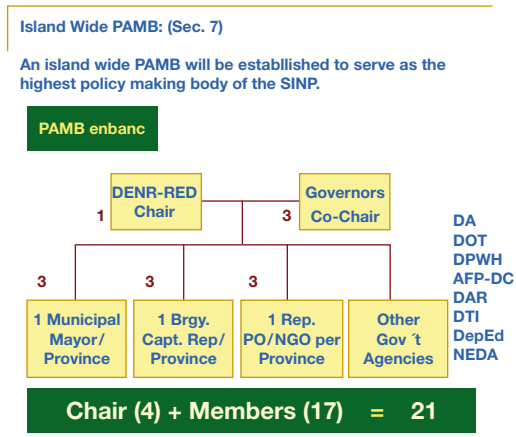 Island Wide PAMB: (Sec. 7)
An island wide PAMB will be establlished to serve as the
highest policy making body of the SINP.
PAMB enbanc
DENR-RED
Chair
1
Governors
Co-Chair
3
DA
DOT
DPWH
AFP-DC
DAR
DTI
DepEd
NEDA
3
1 Municipal
Mayor/
Province
3
1 Brgy.
Capt. Rep/
Province
3
1 Rep.
PO/NGO per
Province
Other
Gov ´t
Agencies
Chair (4) + Members (17) = 21